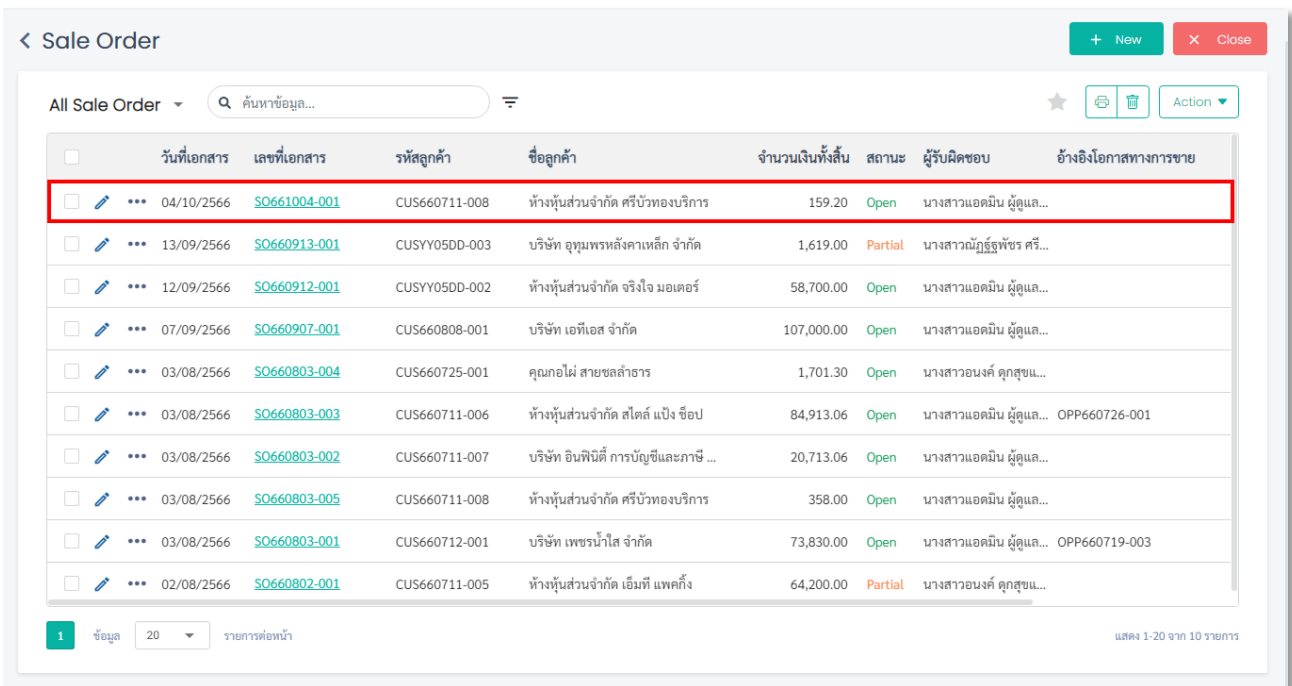 Sale Order
+ New
× Close
All Sale Order
ค้นหาข้อมูล...
Action
วันที่เอกสาร เลขที่เอกสาร รหัสลูกค้า ชื่อลูกค้า จำนวนเงินทั้งสิ้น สถานะ ผู้รับผิดชอบ อ้างอิงโอกาสทางการขาย
04/10/2566 SO661004-001 CUS660711-008 ห้างหุ้นส่วนจำกัด ศรีบัวทองบริการ 159.20 Open นางสาวแอดมิน ผู้ดูแล...
13/09/2566 SO660913-001 CUSYY05DD-003 บริษัท อุทุมพรหลังคาเหล็ก จำกัด 1,619.00 Partial นางสาวณัฏฐ์ฐพัชร ศรี...
12/09/2566 SO660912-001 CUSYY05DD-002 ห้างหุ้นส่วนจำกัด จริงใจ มอเตอร์ 58,700.00 Open นางสาวแอดมิน ผู้ดูแล...
07/09/2566 SO660907-001 CUS660808-001 บริษัท เอทีเอส จำกัด 107,000.00 Open นางสาวแอดมิน ผู้ดูแล...
03/08/2566 SO660803-004 CUS660725-001 คุณกอไผ่ สายชลลำธาร 1,701.30 Open นางสาวอนงค์ ดุกสุขแ...
03/08/2566 SO660803-003 CUS660711-006 ห้างหุ้นส่วนจำกัด สไตล์ แป้ง ช็อป 84,913.06 Open นางสาวแอดมิน ผู้ดูแล... OPP660726-001
03/08/2566 SO660803-002 CUS660711-007 บริษัท อินฟินิตี้ การบัญชีและภาษี ... 20,713.06 Open นางสาวแอดมิน ผู้ดูแล...
03/08/2566 SO660803-005 CUS660711-008 ห้างหุ้นส่วนจำกัด ศรีบัวทองบริการ 358.00 Open นางสาวแอดมิน ผู้ดูแล...
03/08/2566 SO660803-001 CUS660712-001 บริษัท เพชรน้ำใส จำกัด 73,830.00 Open นางสาวแอดมิน ผู้ดูแล... OPP660719-003
02/08/2566 SO660802-001 CUS660711-005 ห้างหุ้นส่วนจำกัด เอ็มที แพคกิ้ง 64,200.00 Partial นางสาวอนงค์ ดุกสุขแ...
1 ข้อมูล 20 รายการต่อหน้า แสดง 1-20 จาก 10 รายการ